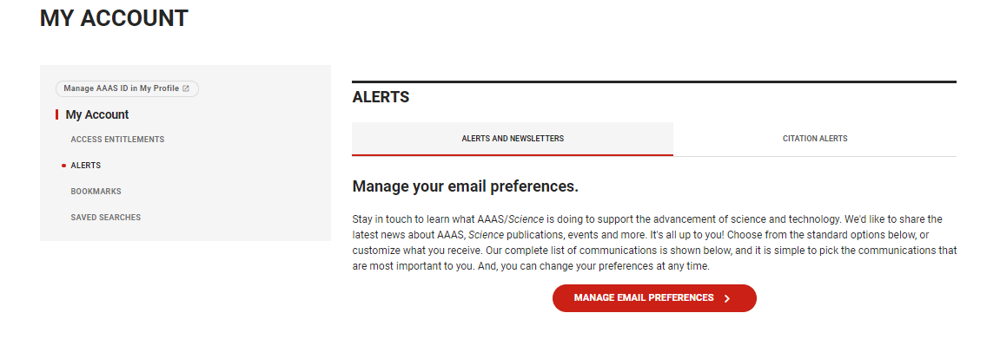 MY ACCOUNT
Manage AAAS ID in My Profile
My Account
ACCESS ENTITLEMENTS
ALERTS
BOOKMARKS
SAVED SEARCHES
ALERTS
ALERTS AND NEWSLETTERS
CITATION ALERTS
Manage your email preferences.
Stay in touch to learn what AAAS/Science is doing to support the advancement of science and technology. We'd like to share the
latest news about AAAS, Science publications, events and more. It's all up to you! Choose from the standard options below, or
customize what you receive. Our complete list of communications is shown below, and it is simple to pick the communications that
are most important to you. And, you can change your preferences at any time.
MANAGE EMAIL PREFERENCES